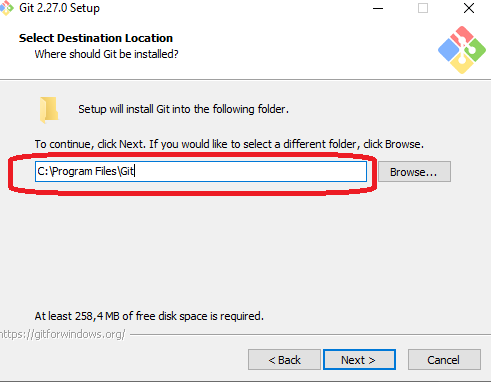 Git 2.27.0 Setup
Select Destination Location
Where should Git be installed?
Setup will install Git into the following folder.
To continue, click Next. If you would like to select a different folder, click Browse.
C:\Program Files\Git
Browse...
At least 258,4 MB of free disk space is required.
https://gitforwindows.org/
< Back
Next >
Cancel